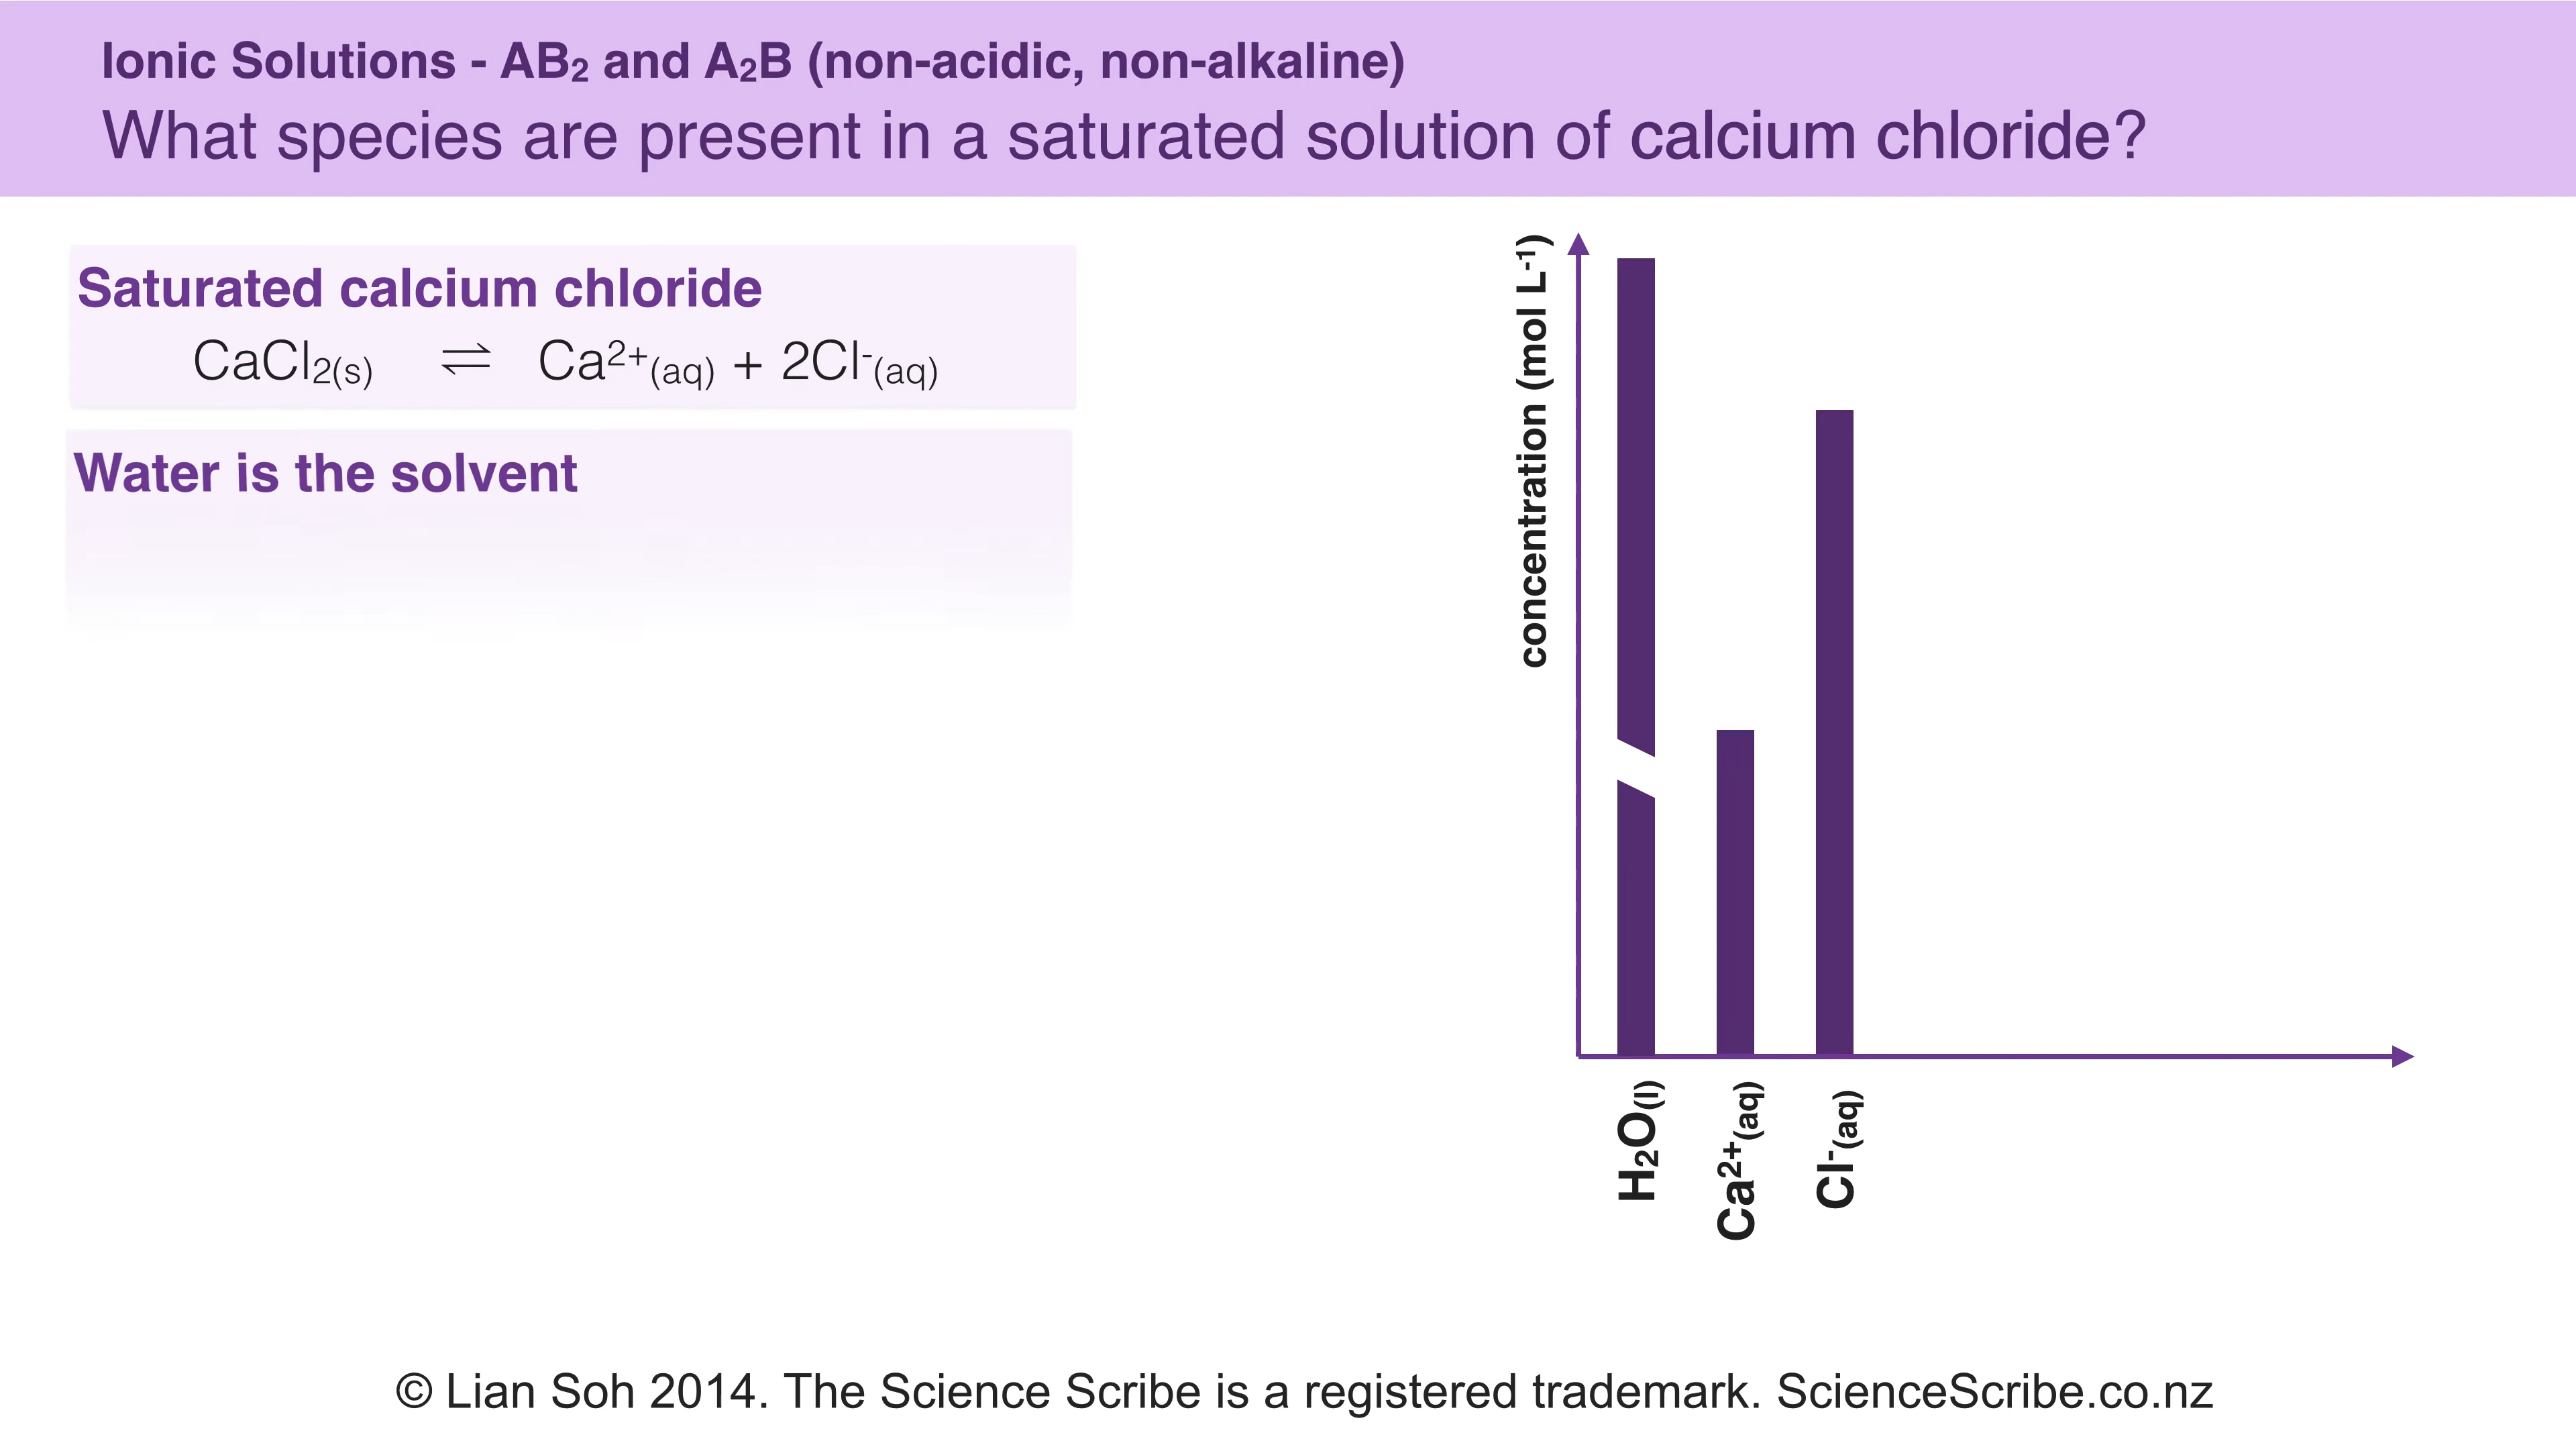 Ionic Solutions - AB₂ and A₂B (non-acidic, non-alkaline)
What species are present in a saturated solution of calcium chloride?
Saturated calcium chloride
CaCl₂(s) ⇌ Ca²⁺(aq) + 2Cl⁻(aq)
Water is the solvent
concentration (mol L⁻¹)
H₂O(l)
Ca²⁺(aq)
Cl⁻(aq)
© Lian Soh 2014. The Science Scribe is a registered trademark. ScienceScribe.co.nz